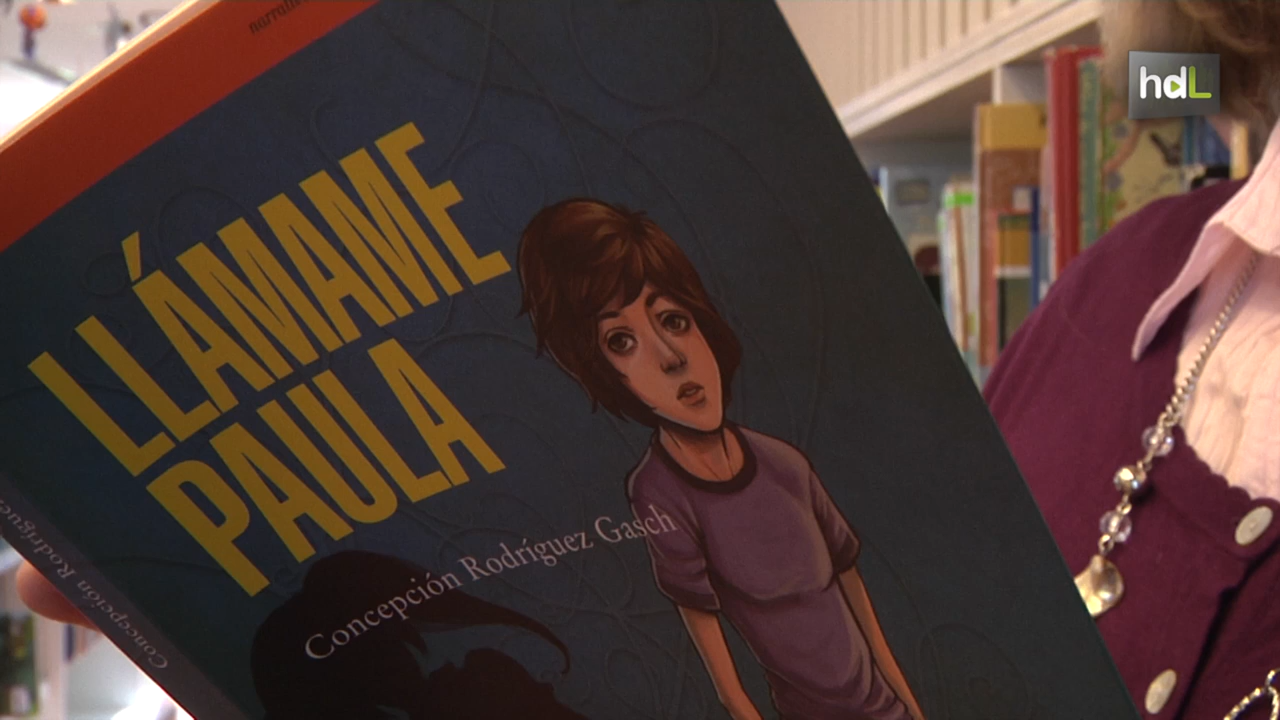 hdL
LLÁMAME
PAULA
Concepción Rodríguez Gasch
Concepción Rodríguez